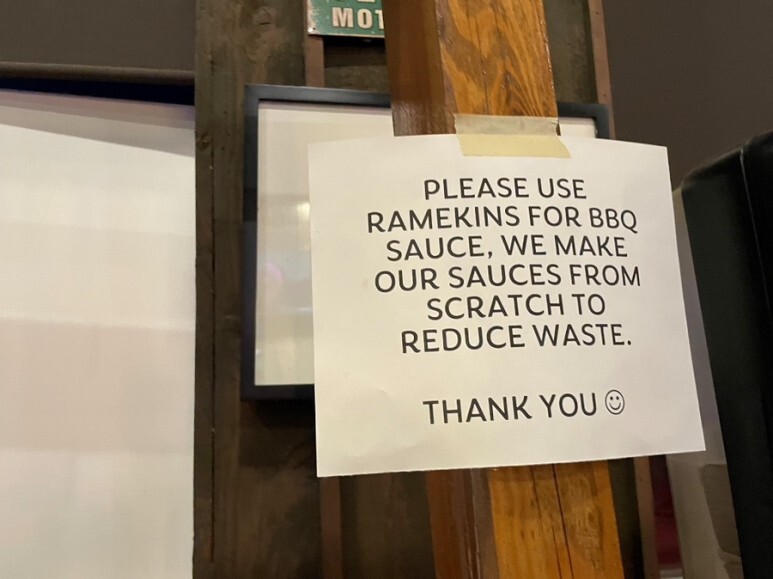 MOT
PLEASE USE
RAMEKINS FOR BBQ
SAUCE, WE MAKE
OUR SAUCES FROM
SCRATCH TO
REDUCE WASTE.
THANK YOU ☺